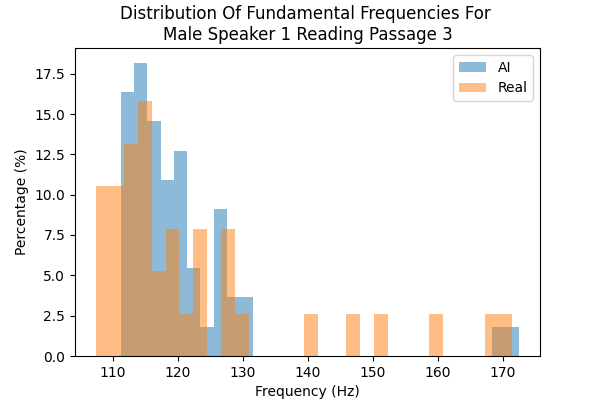 Distribution Of Fundamental Frequencies For
Male Speaker 1 Reading Passage 3
AI
Real
Percentage (%)
17.5
15.0
12.5
10.0
7.5
5.0
2.5
0.0
110 120 130 140 150 160 170
Frequency (Hz)